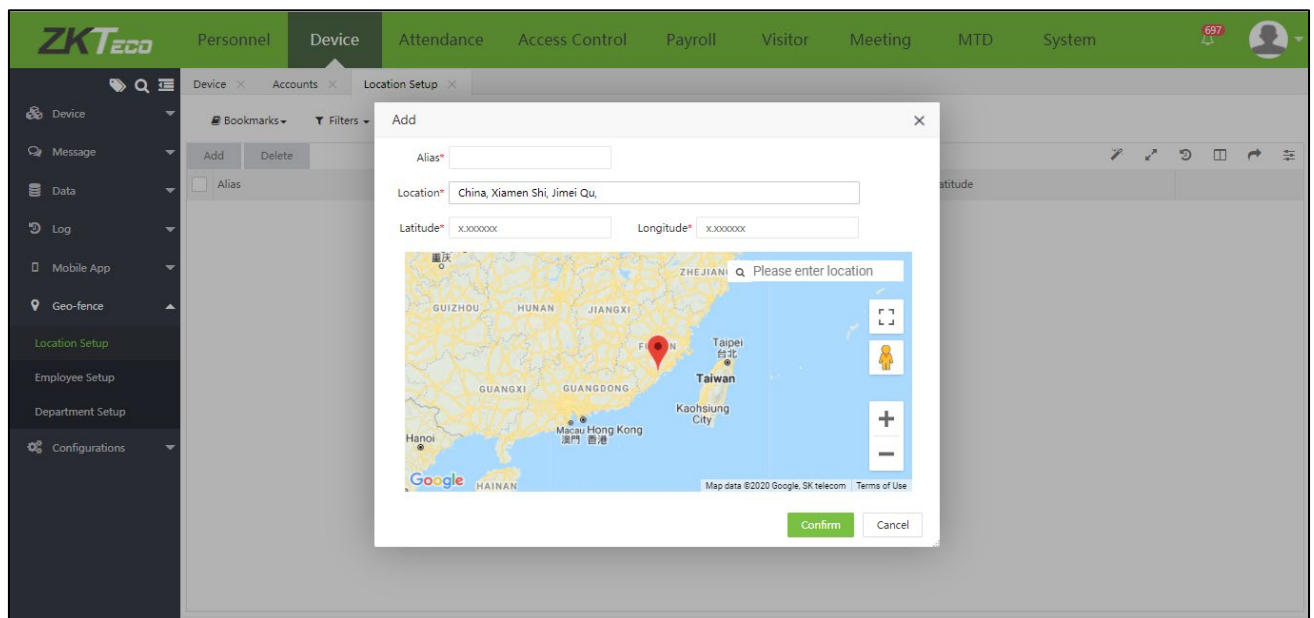 ZKTECO Personnel Device Attendance Access Control Payroll Visitor Meeting MTD System 697
Device Accounts Location Setup
Device
Message
Data
Log
Mobile App
Geo-fence
Location Setup
Employee Setup
Department Setup
Configurations
Bookmarks Filters
Add Delete
Alias
atitude
Add
Alias*
Location* China, Xiamen Shi, Jimei Qu,
Latitude* x.xxxxxx Longitude* x.xxxxxx
Please enter location
重庆
ZHEJIAN
GUIZHOU HUNAN JIANGXI
FU N
Taipei
台北
Taiwan
GUANGXI GUANGDONG
Kaohsiung
City
Macau Hong Kong
澳門 香港
Hanoi
HAINAN
Google
Map data ©2020 Google, SK telecom Terms of Use
Confirm Cancel